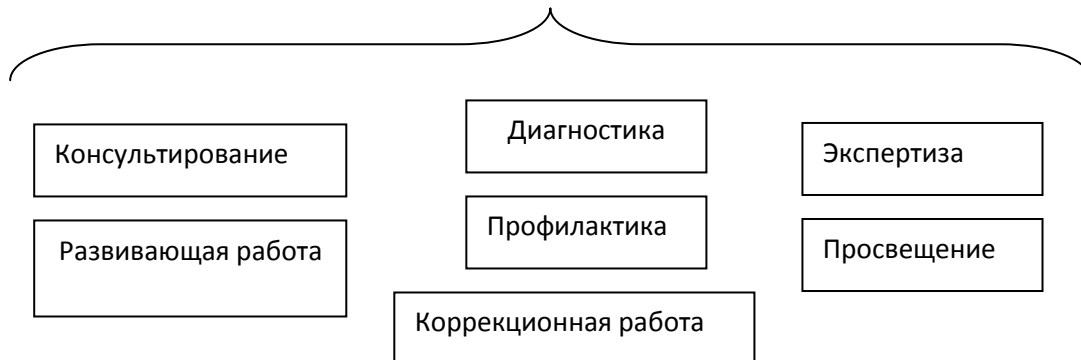 Диагностика
Консультирование
Экспертиза
Профилактика
Развивающая работа
Просвещение
Коррекционная работа